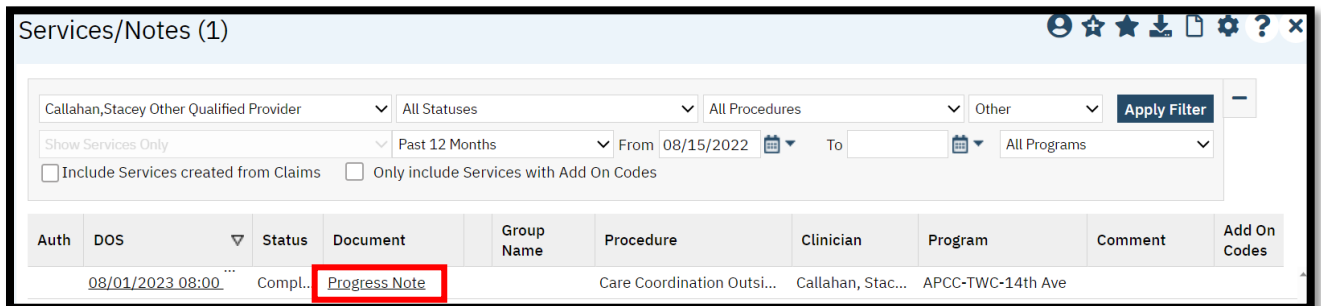 Services/Notes (1)
Callahan,Stacey Other Qualified Provider All Statuses All Procedures Other Apply Filter
Show Services Only Past 12 Months From 08/15/2022 To All Programs
Include Services created from Claims Only include Services with Add On Codes
Auth DOS Status Document Group Name Procedure Clinician Program Comment Add On Codes
08/01/2023 08:00 ... Compl... Progress Note Care Coordination Outsi... Callahan, Stac... APCC-TWC-14th Ave